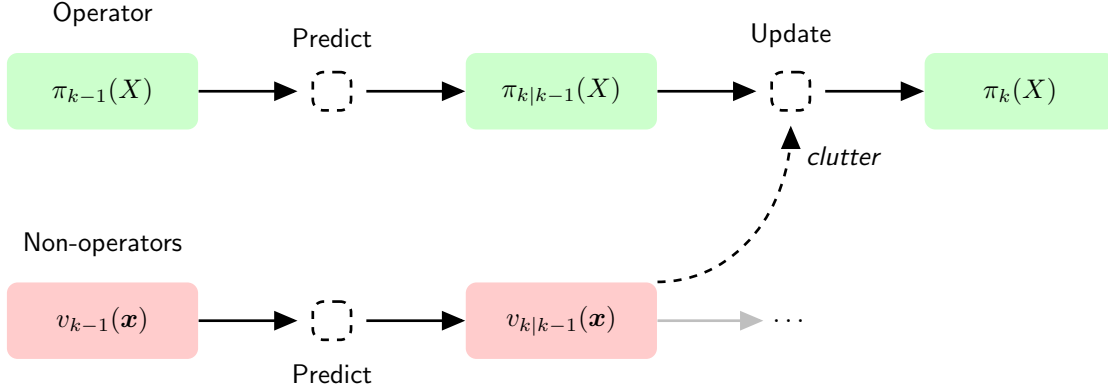 Operator
Predict
Update
π_{k−1}(X)
π_{k|k−1}(X)
π_k(X)
clutter
Non-operators
v_{k−1}(𝒙)
v_{k|k−1}(𝒙)
···
Predict